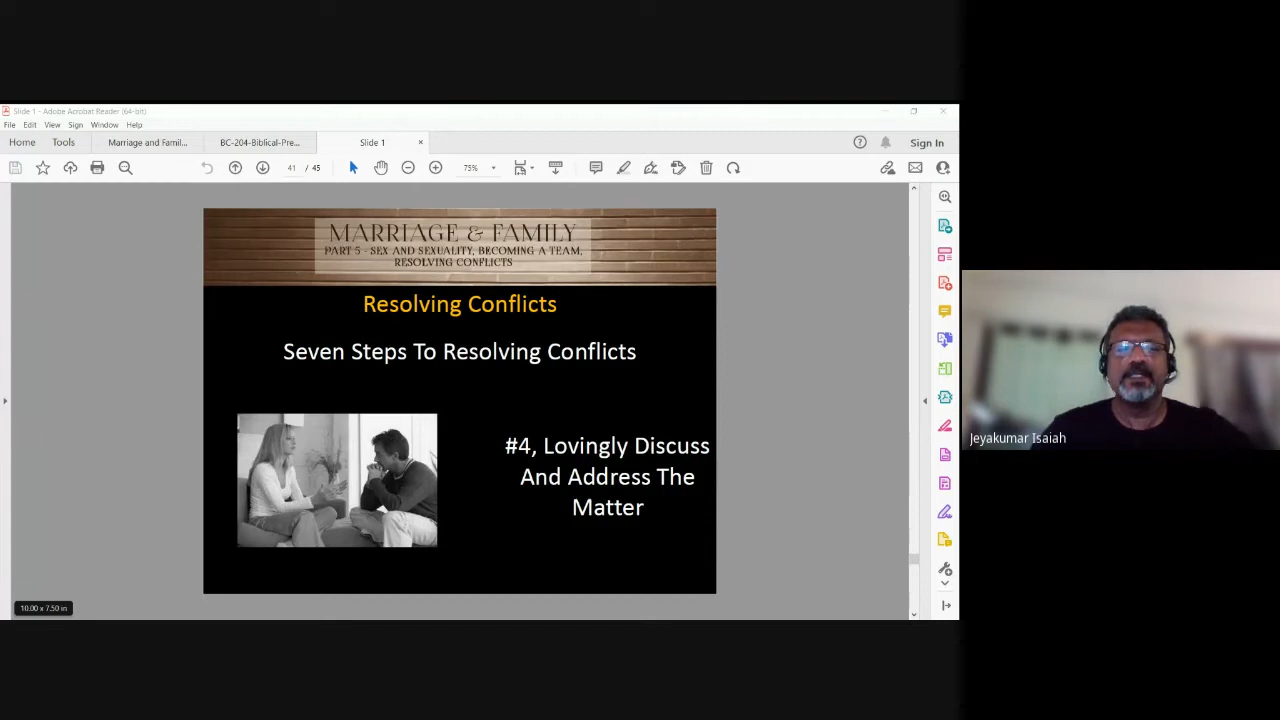 Slide 1 - Adobe Acrobat Reader (64-bit)
File Edit View Sign Window Help
Home Tools Marriage and Famil... BC-204-Biblical-Pre... Slide 1 × Sign In
41 / 45 75%
MARRIAGE & FAMILY
PART 5 - SEX AND SEXUALITY, BECOMING A TEAM,
RESOLVING CONFLICTS
Resolving Conflicts
Seven Steps To Resolving Conflicts
#4, Lovingly Discuss
And Address The
Matter
Jeyakumar Isaiah
10.00 x 7.50 in